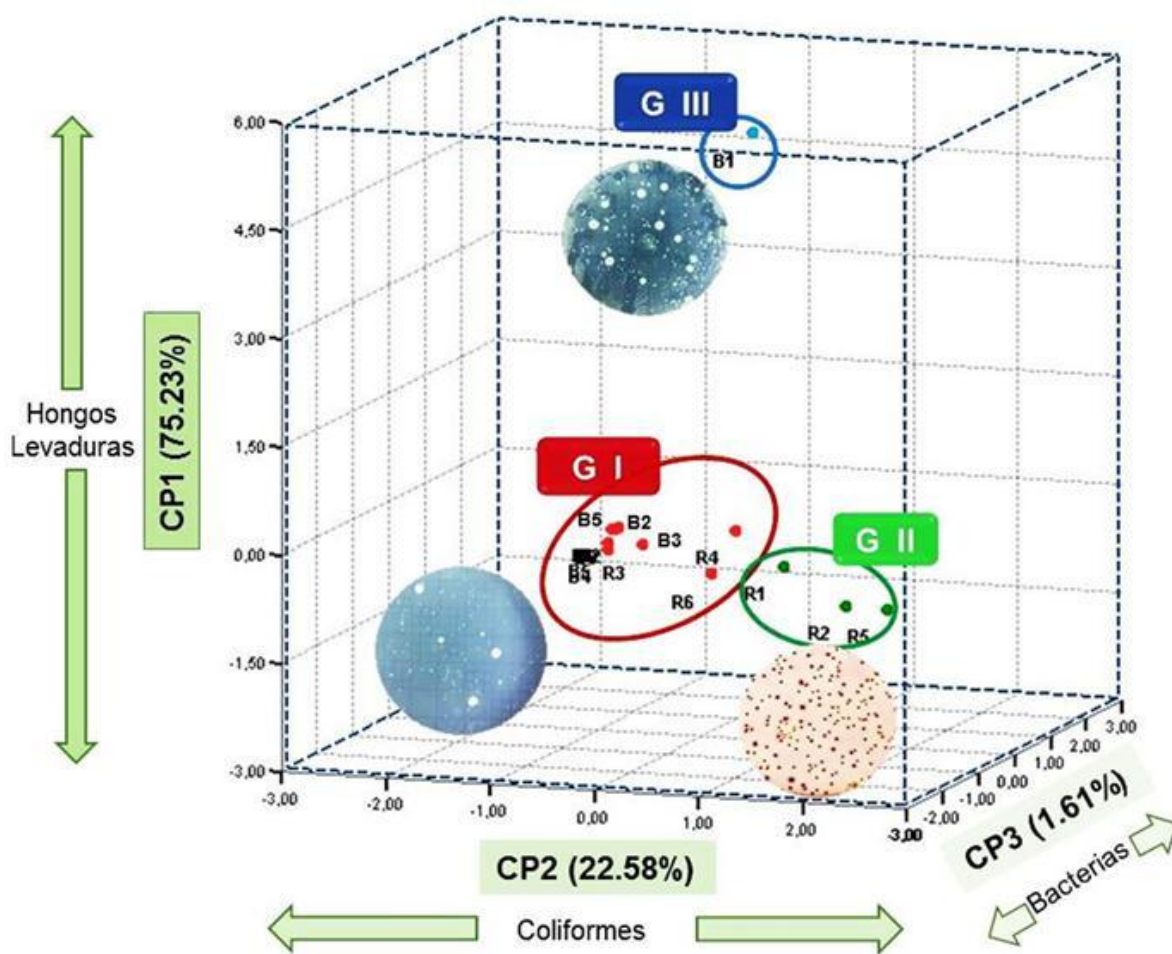 G III
B1
6,00
4,50
3,00
1,50
0,00
-1,50
-3,00
Hongos
Levaduras
CP1 (75.23%)
G I
B5
B2
B3
R4
R3
R6
B4
G II
R1
R2
R5
-3,00
-2,00
-1,00
0,00
1,00
2,00
-2,00
-1,00
0,00
1,00
2,00
3,00
CP2 (22.58%)
CP3 (1.61%)
Coliformes
Bacterias